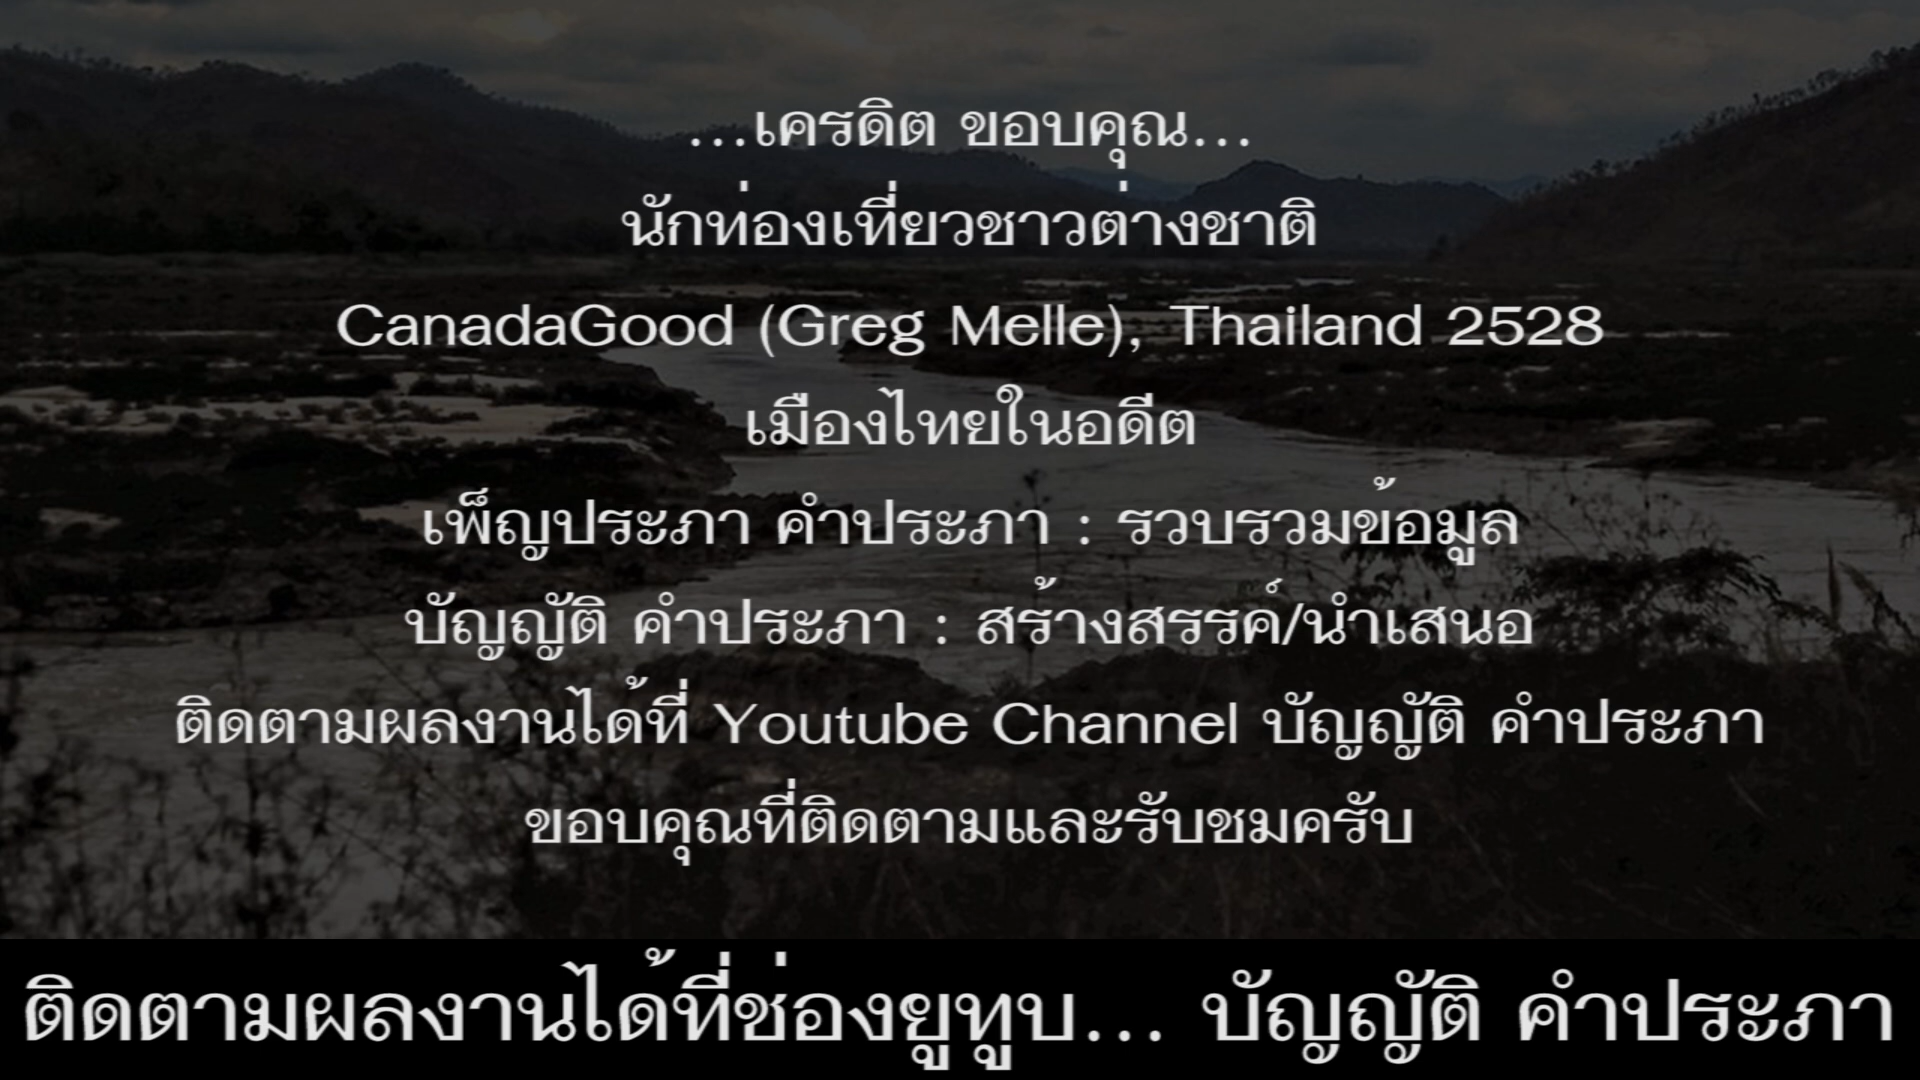 ...เครดิต ขอบคุณ...
นักท่องเที่ยวชาวต่างชาติ
CanadaGood (Greg Melle), Thailand 2528
เมืองไทยในอดีต
เพ็ญประภา คำประภา : รวบรวมข้อมูล
บัญญัติ คำประภา : สร้างสรรค์/นำเสนอ
ติดตามผลงานได้ที่ Youtube Channel บัญญัติ คำประภา
ขอบคุณที่ติดตามและรับชมครับ
ติดตามผลงานได้ที่ช่องยูทูบ... บัญญัติ คำประภา